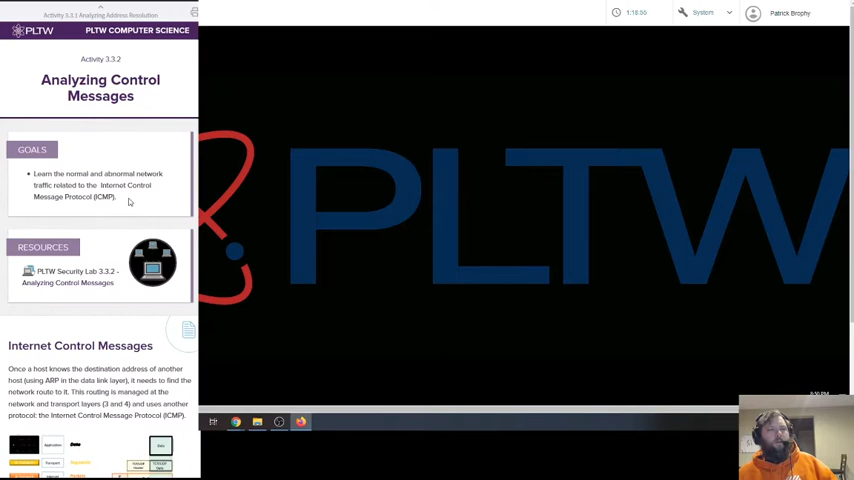 Activity 3.3.1 Analyzing Address Resolution
PLTW
PLTW COMPUTER SCIENCE
1:18:56
System
Patrick Brophy
Activity 3.3.2
Analyzing Control
Messages
GOALS
• Learn the normal and abnormal network
traffic related to the Internet Control
Message Protocol (ICMP).
RESOURCES
PLTW Security Lab 3.3.2 -
Analyzing Control Messages
PLTW
Internet Control Messages
Once a host knows the destination address of another
host (using ARP in the data link layer), it needs to find the
network route to it. This routing is managed at the
network and transport layers (3 and 4) and uses another
protocol: the Internet Control Message Protocol (ICMP).
Application
Data
Data
Transport